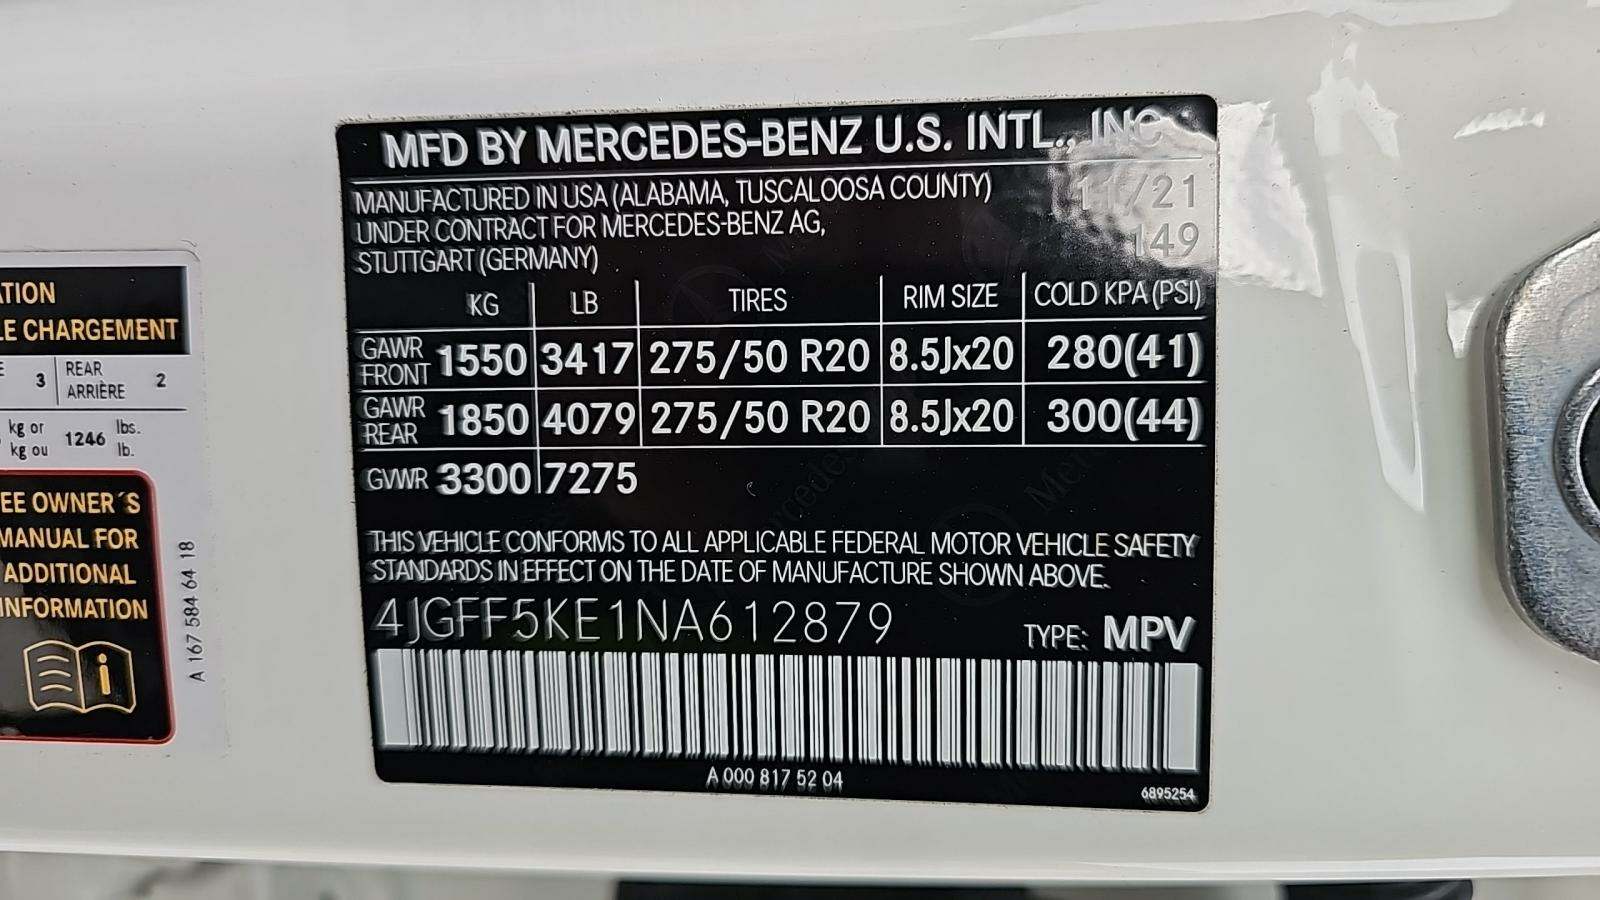 MFD BY MERCEDES-BENZ U.S. INTL., INC.
MANUFACTURED IN USA (ALABAMA, TUSCALOOSA COUNTY) 11/21
UNDER CONTRACT FOR MERCEDES-BENZ AG, 149
STUTTGART (GERMANY)
KG LB TIRES RIM SIZE COLD KPA (PSI)
GAWR FRONT 1550 3417 275/50 R20 8.5Jx20 280(41)
GAWR REAR 1850 4079 275/50 R20 8.5Jx20 300(44)
GVWR 3300 7275
THIS VEHICLE CONFORMS TO ALL APPLICABLE FEDERAL MOTOR VEHICLE SAFETY
STANDARDS IN EFFECT ON THE DATE OF MANUFACTURE SHOWN ABOVE.
4JGFF5KE1NA612879 TYPE: MPV
A 000 817 52 04
6895254
TION
LE CHARGEMENT
E 3 REAR 2
ARRIÈRE
kg or 1246 lbs.
kg ou lb.
EE OWNER´S
MANUAL FOR
ADDITIONAL
INFORMATION
A 167 584 64 18